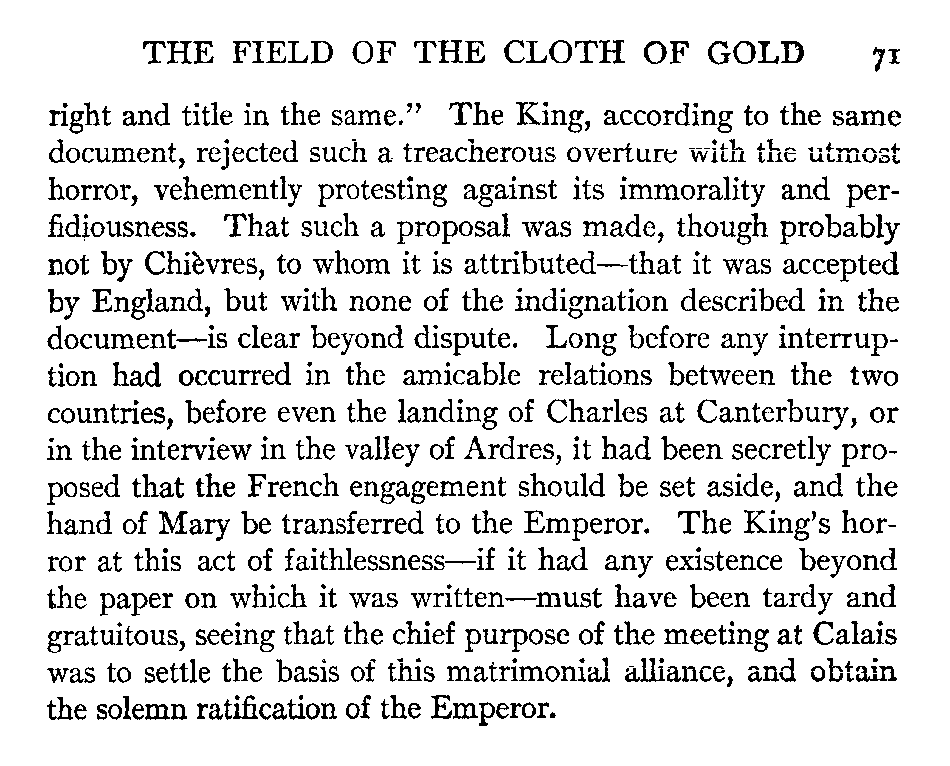 THE FIELD OF THE CLOTH OF GOLD 71
right and title in the same.” The King, according to the same
document, rejected such a treacherous overture with the utmost
horror, vehemently protesting against its immorality and per-
fidiousness. That such a proposal was made, though probably
not by Chièvres, to whom it is attributed—that it was accepted
by England, but with none of the indignation described in the
document—is clear beyond dispute. Long before any interrup-
tion had occurred in the amicable relations between the two
countries, before even the landing of Charles at Canterbury, or
in the interview in the valley of Ardres, it had been secretly pro-
posed that the French engagement should be set aside, and the
hand of Mary be transferred to the Emperor. The King’s hor-
ror at this act of faithlessness—if it had any existence beyond
the paper on which it was written—must have been tardy and
gratuitous, seeing that the chief purpose of the meeting at Calais
was to settle the basis of this matrimonial alliance, and obtain
the solemn ratification of the Emperor.